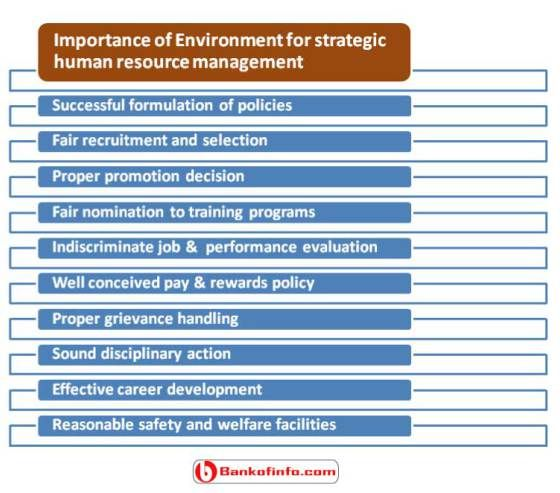 Importance of Environment for strategic
human resource management
Successful formulation of policies
Fair recruitment and selection
Proper promotion decision
Fair nomination to training programs
Indiscriminate job & performance evaluation
Well conceived pay & rewards policy
Proper grievance handling
Sound disciplinary action
Effective career development
Reasonable safety and welfare facilities
b Bankofinfo.com